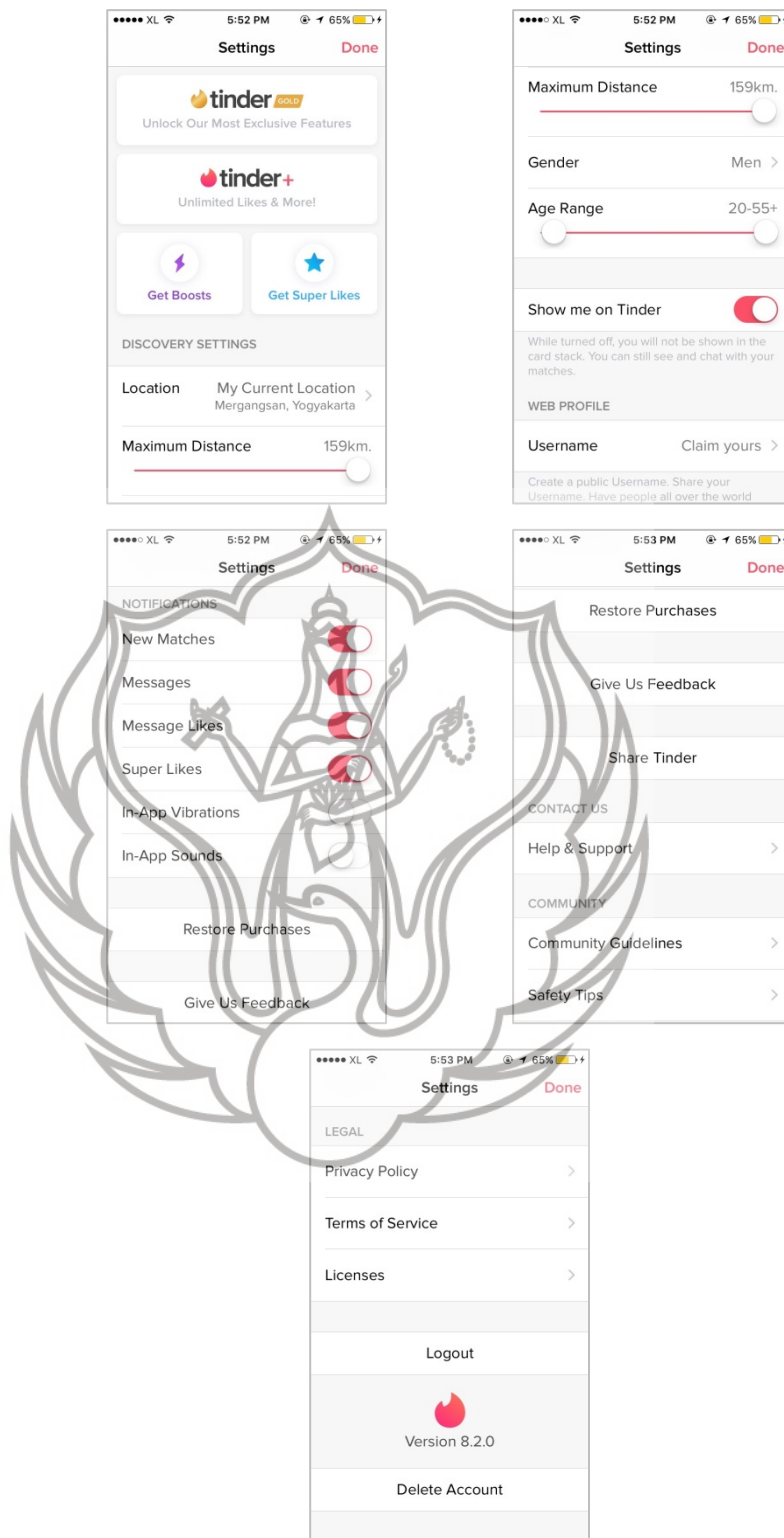 XL 5:52 PM 65%
Settings Done
tinder GOLD
Unlock Our Most Exclusive Features
tinder+
Unlimited Likes & More!
Get Boosts Get Super Likes
DISCOVERY SETTINGS
Location My Current Location
Mergangsan, Yogyakarta
Maximum Distance 159km.
XL 5:52 PM 65%
Settings Done
Maximum Distance 159km.
Gender Men
Age Range 20-55+
Show me on Tinder
While turned off, you will not be shown in the
card stack. You can still see and chat with your
matches.
WEB PROFILE
Username Claim yours
Create a public Username. Share your
Username. Have people all over the world
XL 5:52 PM 65%
Settings Done
NOTIFICATIONS
New Matches
Messages
Message Likes
Super Likes
In-App Vibrations
In-App Sounds
Restore Purchases
Give Us Feedback
XL 5:53 PM 65%
Settings Done
Restore Purchases
Give Us Feedback
Share Tinder
CONTACT US
Help & Support
COMMUNITY
Community Guidelines
Safety Tips
XL 5:53 PM 65%
Settings Done
LEGAL
Privacy Policy
Terms of Service
Licenses
Logout
Version 8.2.0
Delete Account